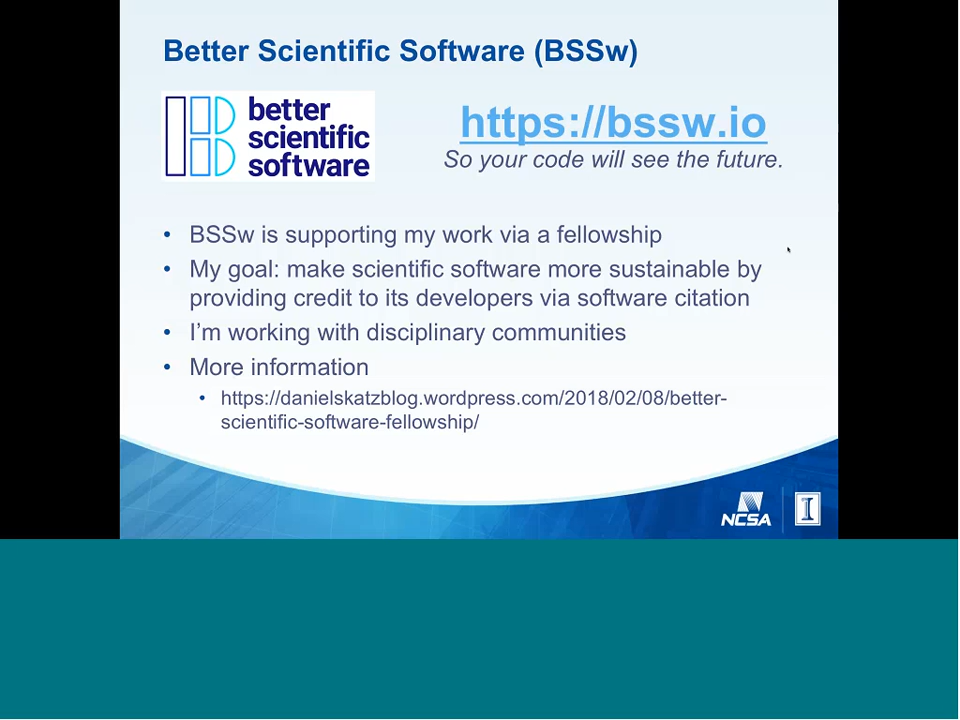 Better Scientific Software (BSSw)
better
scientific
software
https://bssw.io
So your code will see the future.
• BSSw is supporting my work via a fellowship
• My goal: make scientific software more sustainable by
providing credit to its developers via software citation
• I’m working with disciplinary communities
• More information
• https://danielskatzblog.wordpress.com/2018/02/08/better-
scientific-software-fellowship/
NCSA
I